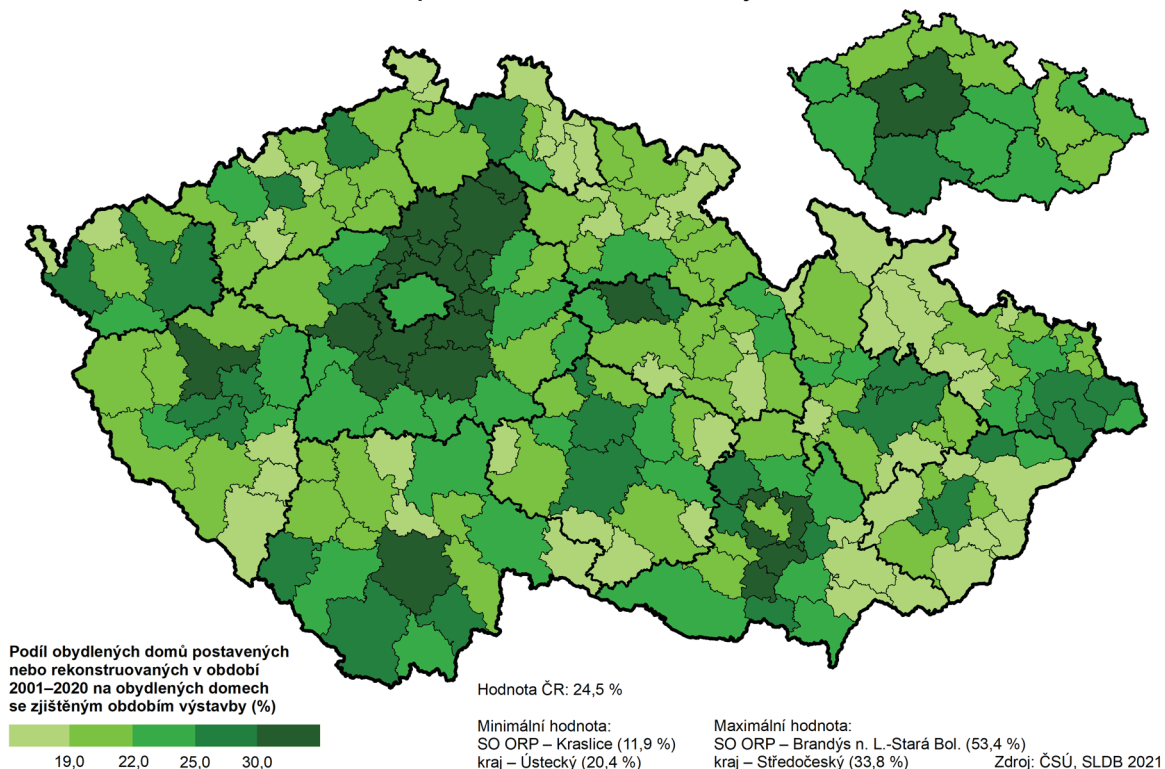 Podíl obydlených domů postavených
nebo rekonstruovaných v období
2001–2020 na obydlených domech
se zjištěným obdobím výstavby (%)
19,0 22,0 25,0 30,0
Hodnota ČR: 24,5 %
Minimální hodnota:
SO ORP – Kraslice (11,9 %)
kraj – Ústecký (20,4 %)
Maximální hodnota:
SO ORP – Brandýs n. L.-Stará Bol. (53,4 %)
kraj – Středočeský (33,8 %)
Zdroj: ČSÚ, SLDB 2021